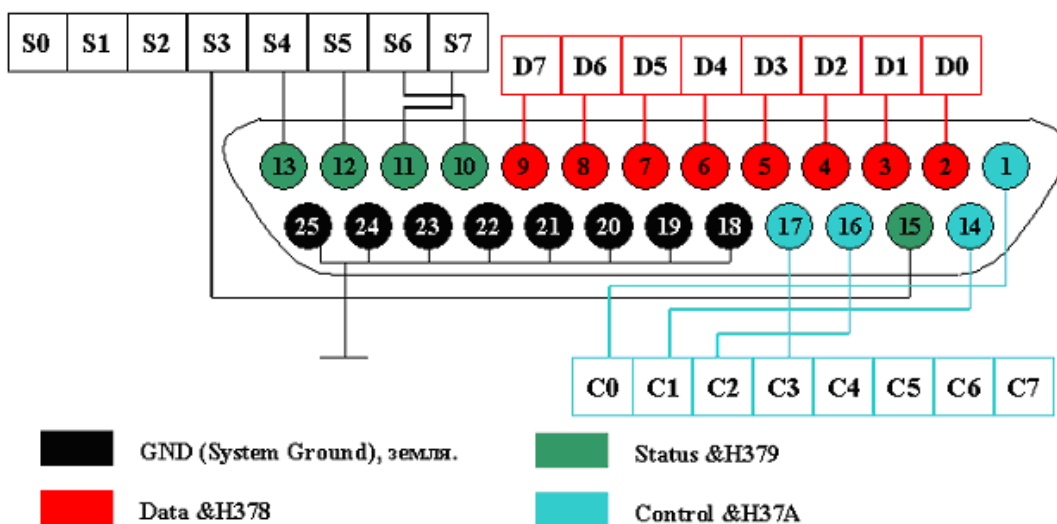 S0 S1 S2 S3 S4 S5 S6 S7
D7 D6 D5 D4 D3 D2 D1 D0
13 12 11 10 9 8 7 6 5 4 3 2 1
25 24 23 22 21 20 19 18 17 16 15 14
C0 C1 C2 C3 C4 C5 C6 C7
GND (System Ground), земля.
Status &H379
Data &H378
Control &H37A